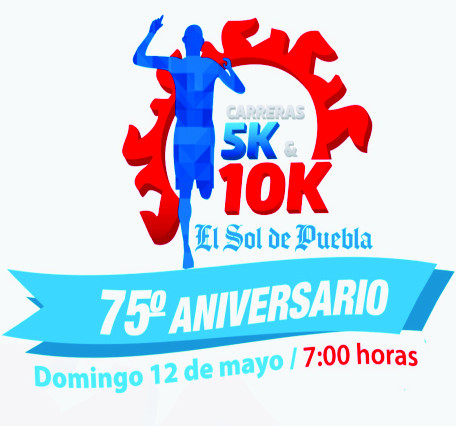 CARRERAS
5K &
10K
El Sol de Puebla
75º ANIVERSARIO
Domingo 12 de mayo / 7:00 horas